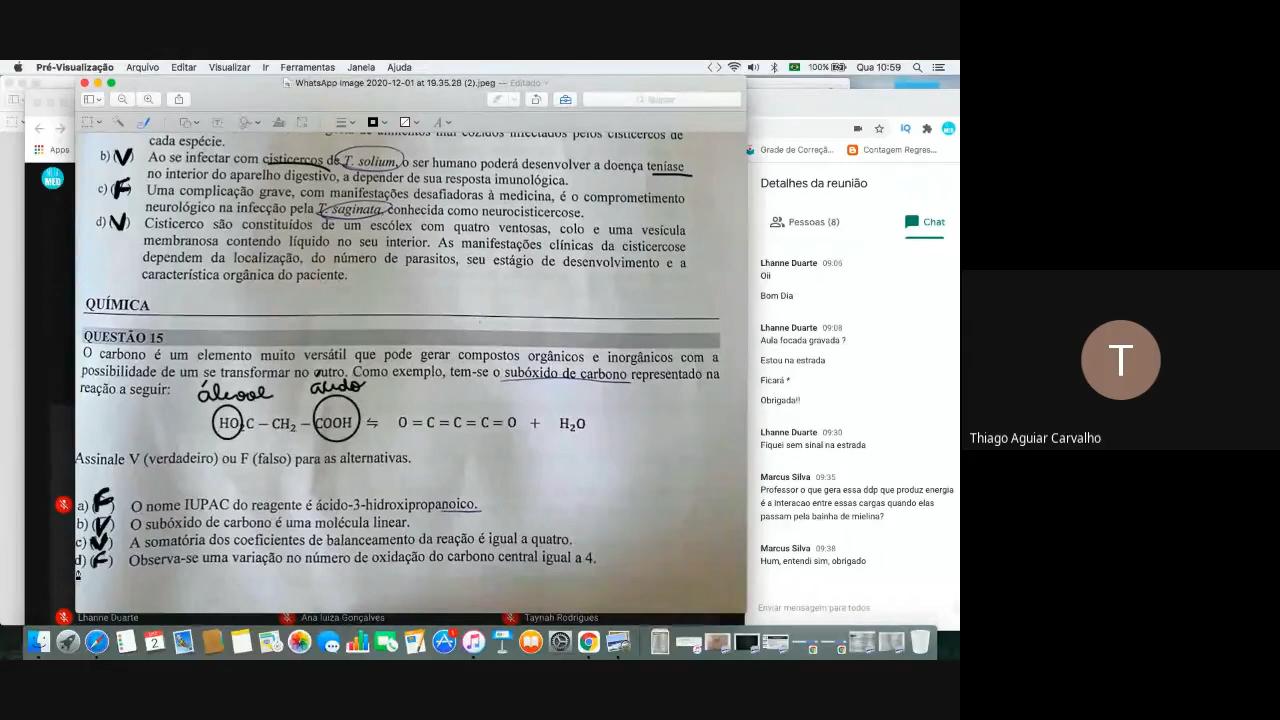 Pré-Visualização Arquivo Editar Visualizar Ir Ferramentas Janela Ajuda 100% Qua 10:59
WhatsApp Image 2020-12-01 at 19.35.28 (2).jpeg — Editado
Buscar
alimentos mal cozidos infectados pelos cisticercos de
cada espécie.
b) (V) Ao se infectar com cisticercos de T. solium, o ser humano poderá desenvolver a doença teníase
no interior do aparelho digestivo, a depender de sua resposta imunológica.
c) (F) Uma complicação grave, com manifestações desafiadoras à medicina, é o comprometimento
neurológico na infecção pela T. saginata, conhecida como neurocisticercose.
d) (V) Cisticerco são constituídos de um escólex com quatro ventosas, colo e uma vesícula
membranosa contendo líquido no seu interior. As manifestações clínicas da cisticercose
dependem da localização, do número de parasitos, seu estágio de desenvolvimento e a
característica orgânica do paciente.
QUÍMICA
QUESTÃO 15
O carbono é um elemento muito versátil que pode gerar compostos orgânicos e inorgânicos com a
possibilidade de um se transformar no outro. Como exemplo, tem-se o subóxido de carbono representado na
reação a seguir:
álcool ácido
HO₂C – CH₂ – COOH ⇋ O = C = C = C = O + H₂O
Assinale V (verdadeiro) ou F (falso) para as alternativas.
a) (F) O nome IUPAC do reagente é ácido-3-hidroxipropanoico.
b) (V) O subóxido de carbono é uma molécula linear.
c) (V) A somatória dos coeficientes de balanceamento da reação é igual a quatro.
d) (F) Observa-se uma variação no número de oxidação do carbono central igual a 4.
Lhanne Duarte Ana luiza Gonçalves Taynah Rodrigues
Apps
MED
Grade de Correçã... Contagem Regres...
Detalhes da reunião
Pessoas (8) Chat
Lhanne Duarte 09:06
Oii
Bom Dia
Lhanne Duarte 09:08
Aula focada gravada ?
Estou na estrada
Ficará *
Obrigada!!
Lhanne Duarte 09:30
Fiquei sem sinal na estrada
Marcus Silva 09:35
Professor o que gera essa ddp que produz energia
é a interacao entre essas cargas quando elas
passam pela bainha de mielina?
Marcus Silva 09:38
Hum, entendi sim, obrigado
Enviar mensagem para todos
T
Thiago Aguiar Carvalho